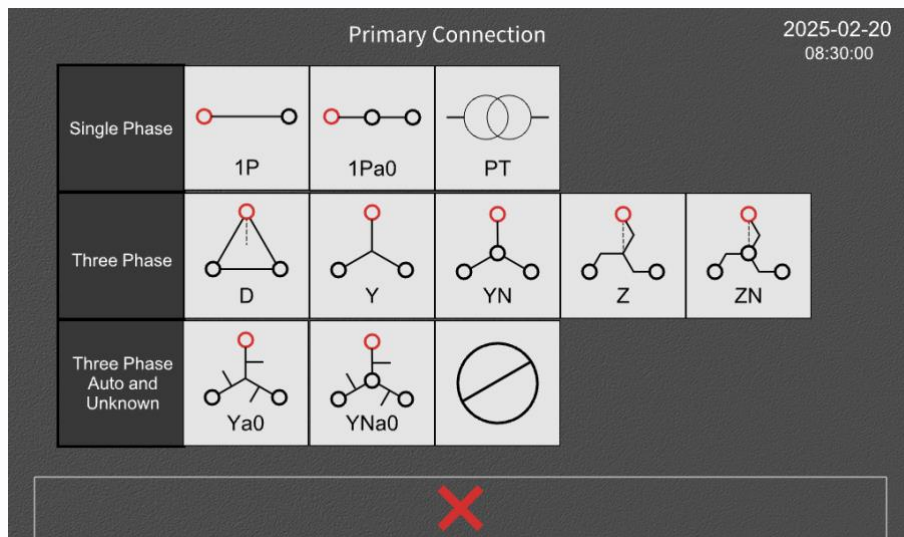 Primary Connection
2025-02-20
08:30:00
Single Phase
1P
1Pa0
PT
Three Phase
D
Y
YN
Z
ZN
Three Phase
Auto and
Unknown
Ya0
YNa0